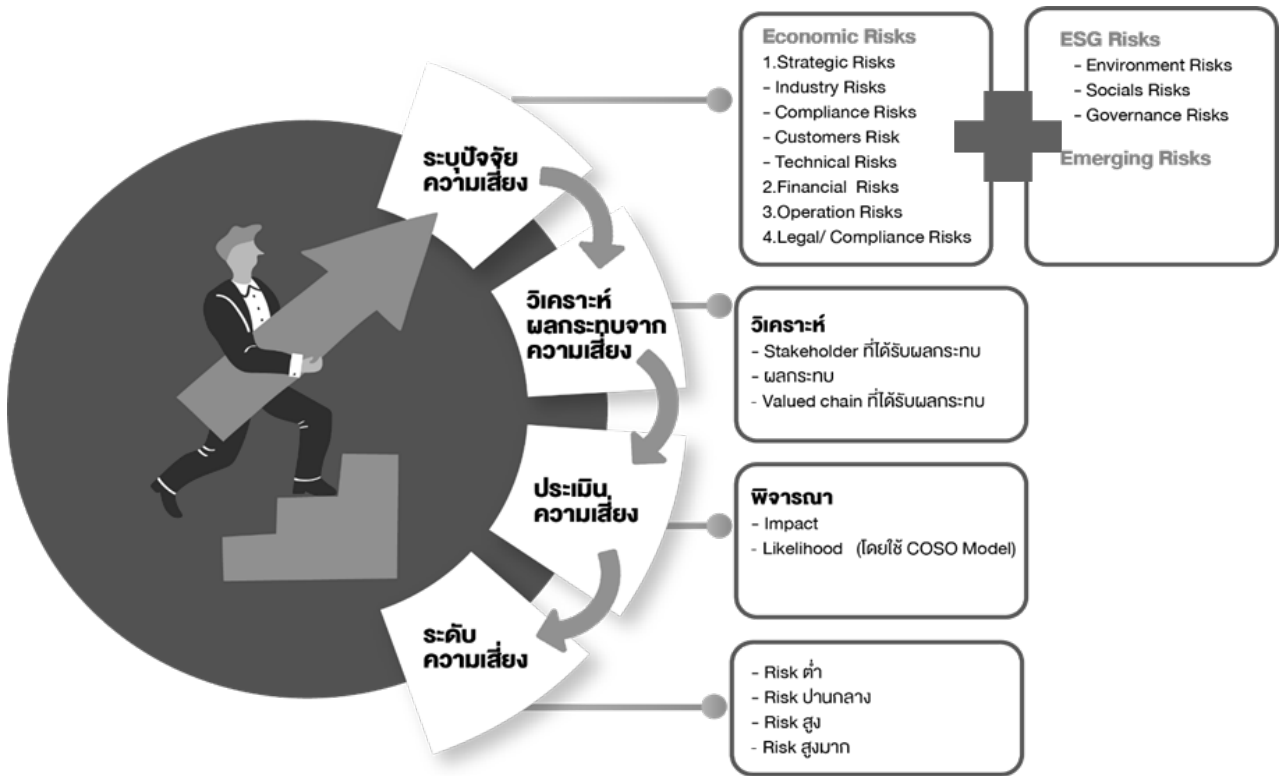 ระบุปัจจัย
ความเสี่ยง
Economic Risks
1.Strategic Risks
- Industry Risks
- Compliance Risks
- Customers Risk
- Technical Risks
2.Financial Risks
3.Operation Risks
4.Legal/ Compliance Risks
ESG Risks
- Environment Risks
- Socials Risks
- Governance Risks
Emerging Risks
วิเคราะห์
ผลกระทบจาก
ความเสี่ยง
วิเคราะห์
- Stakeholder ที่ได้รับผลกระทบ
- ผลกระทบ
- Valued chain ที่ได้รับผลกระทบ
ประเมิน
ความเสี่ยง
พิจารณา
- Impact
- Likelihood (โดยใช้ COSO Model)
ระดับ
ความเสี่ยง
- Risk ต่ำ
- Risk ปานกลาง
- Risk สูง
- Risk สูงมาก